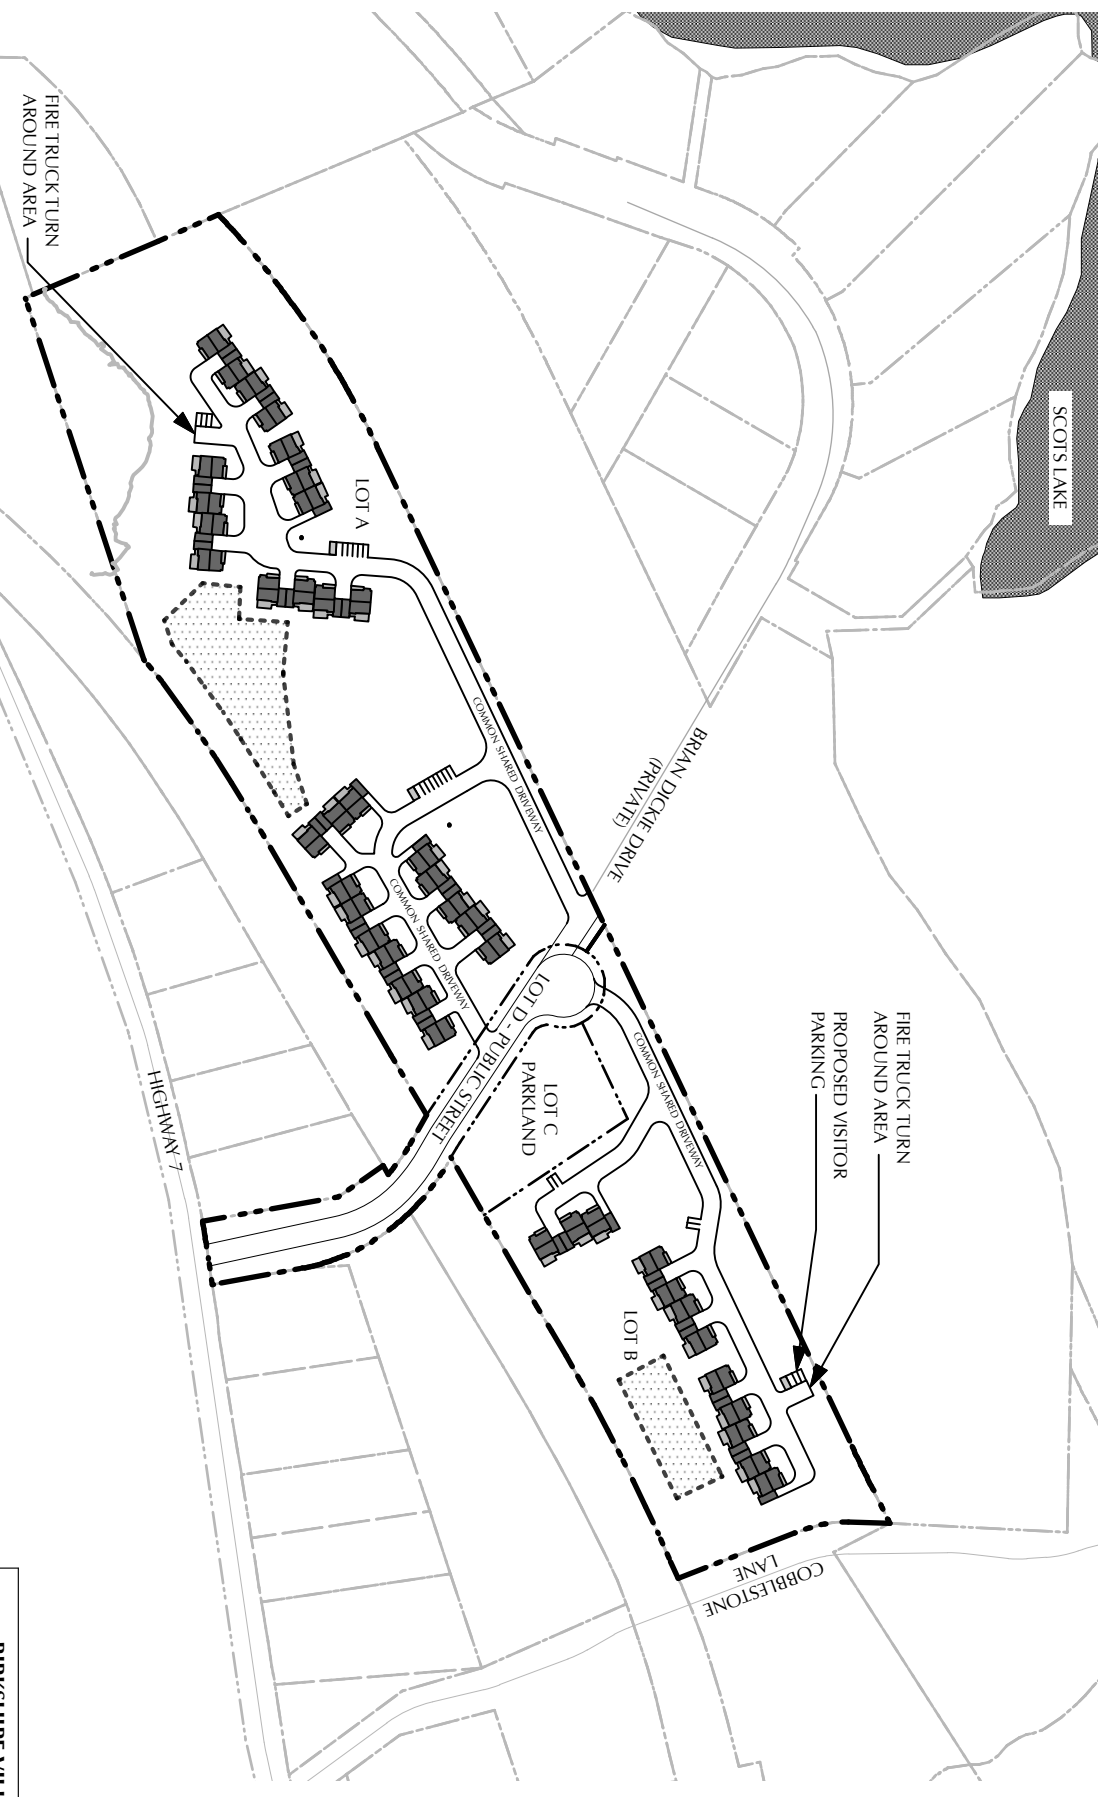 SCOTS LAKE
FIRE TRUCK TURN
AROUND AREA
LOT A
COMMON SHARED DRIVEWAY
BRIAN DICKIE DRIVE
(PRIVATE)
COMMON SHARED DRIVEWAY
LOT D - PUBLIC STREET
LOT C
PARKLAND
COMMON SHARED DRIVEWAY
FIRE TRUCK TURN
AROUND AREA
PROPOSED VISITOR
PARKING
HIGHWAY 7
LOT B
COBBLESTONE
LANE